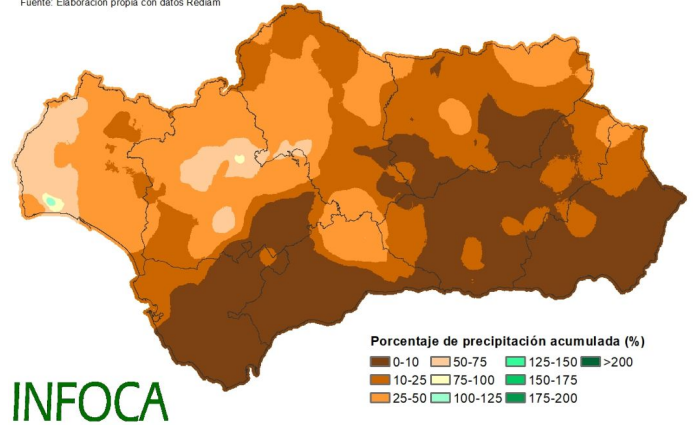 Fuente: Elaboración propia con datos Rediam
Porcentaje de precipitación acumulada (%)
0-10 50-75 125-150 >200
10-25 75-100 150-175
25-50 100-125 175-200
INFOCA